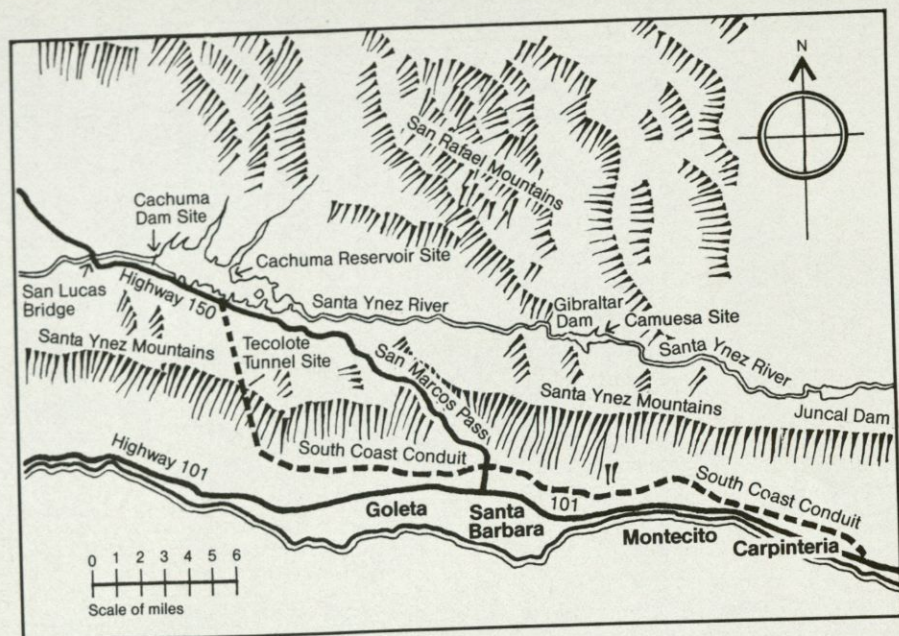 N
San Rafael Mountains
Cachuma
Dam Site
Cachuma Reservoir Site
San Lucas
Bridge
Highway 150
Santa Ynez River
Gibraltar
Dam
Camuesa Site
Santa Ynez River
Santa Ynez Mountains
Tecolote
Tunnel Site
San Marcos Pass
Santa Ynez Mountains
Juncal Dam
Highway 101
South Coast Conduit
South Coast Conduit
101
Goleta
Santa
Barbara
Montecito
Carpinteria
0 1 2 3 4 5 6
Scale of miles